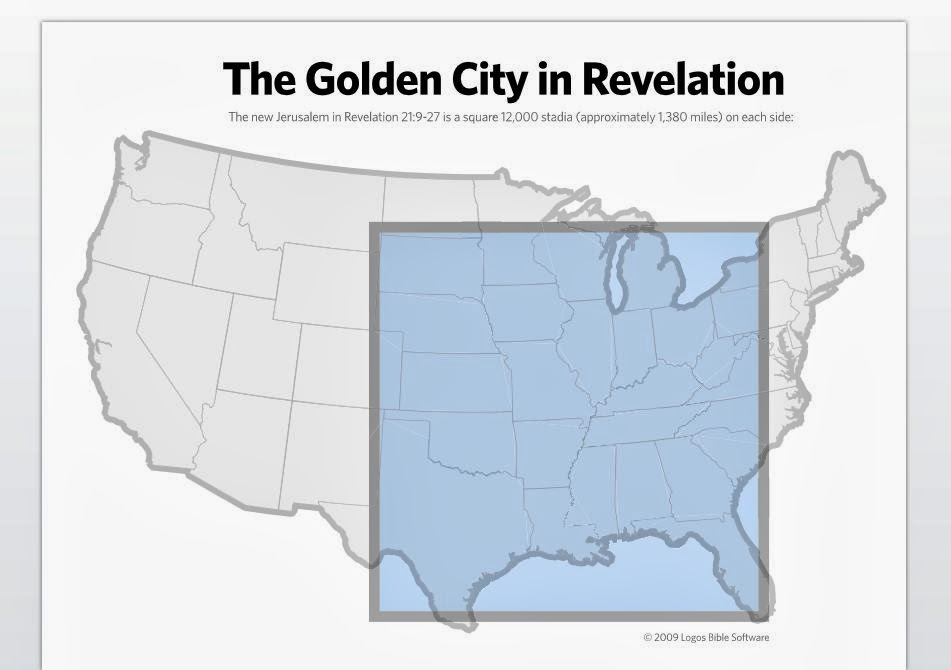 The Golden City in Revelation
The new Jerusalem in Revelation 21:9-27 is a square 12,000 stadia (approximately 1,380 miles) on each side:
© 2009 Logos Bible Software